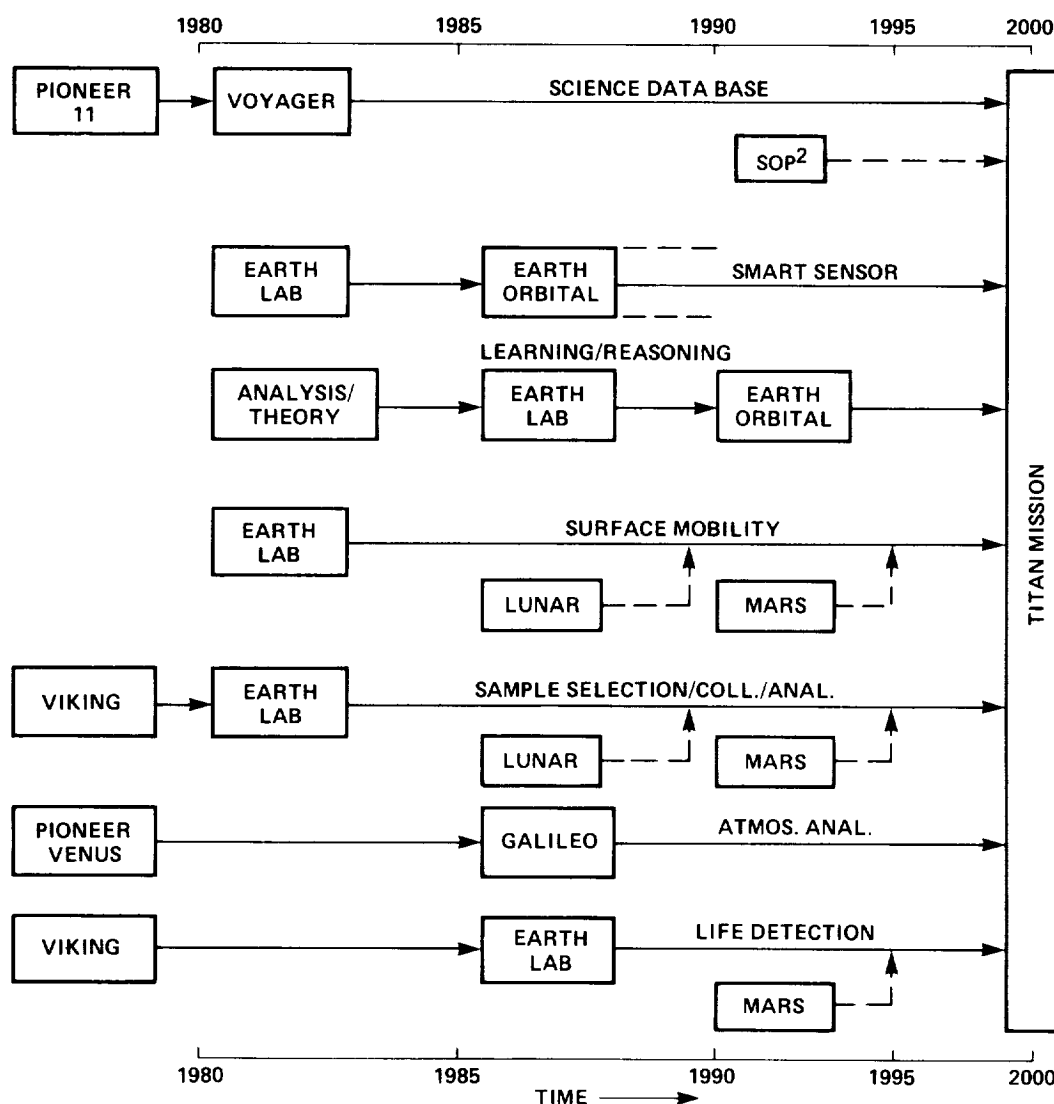 1980 1985 1990 1995 2000
PIONEER
11
VOYAGER
SCIENCE DATA BASE
SOP²
EARTH
LAB
EARTH
ORBITAL
SMART SENSOR
LEARNING/REASONING
ANALYSIS/
THEORY
EARTH
LAB
EARTH
ORBITAL
EARTH
LAB
SURFACE MOBILITY
LUNAR
MARS
VIKING
EARTH
LAB
SAMPLE SELECTION/COLL./ANAL.
LUNAR
MARS
PIONEER
VENUS
GALILEO
ATMOS. ANAL.
VIKING
EARTH
LAB
LIFE DETECTION
MARS
TITAN MISSION
1980 1985 1990 1995 2000
TIME